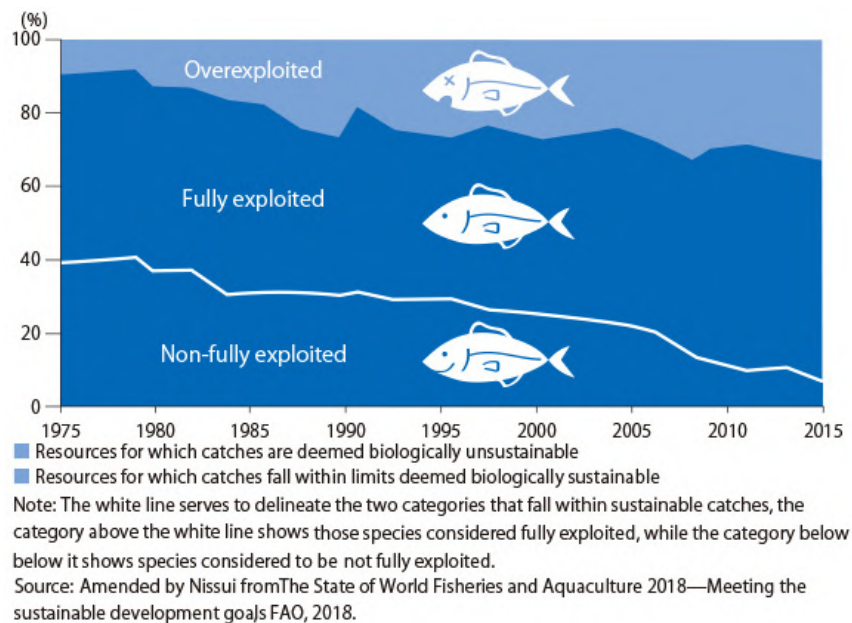 (%)
100
Overexploited
80
Fully exploited
60
40
20
Non-fully exploited
0
1975 1980 1985 1990 1995 2000 2005 2010 2015
Resources for which catches are deemed biologically unsustainable
Resources for which catches fall within limits deemed biologically sustainable
Note: The white line serves to delineate the two categories that fall within sustainable catches, the
category above the white line shows those species considered fully exploited, while the category below
below it shows species considered to be not fully exploited.
Source: Amended by Nissui fromThe State of World Fisheries and Aquaculture 2018—Meeting the
sustainable development goals FAO, 2018.